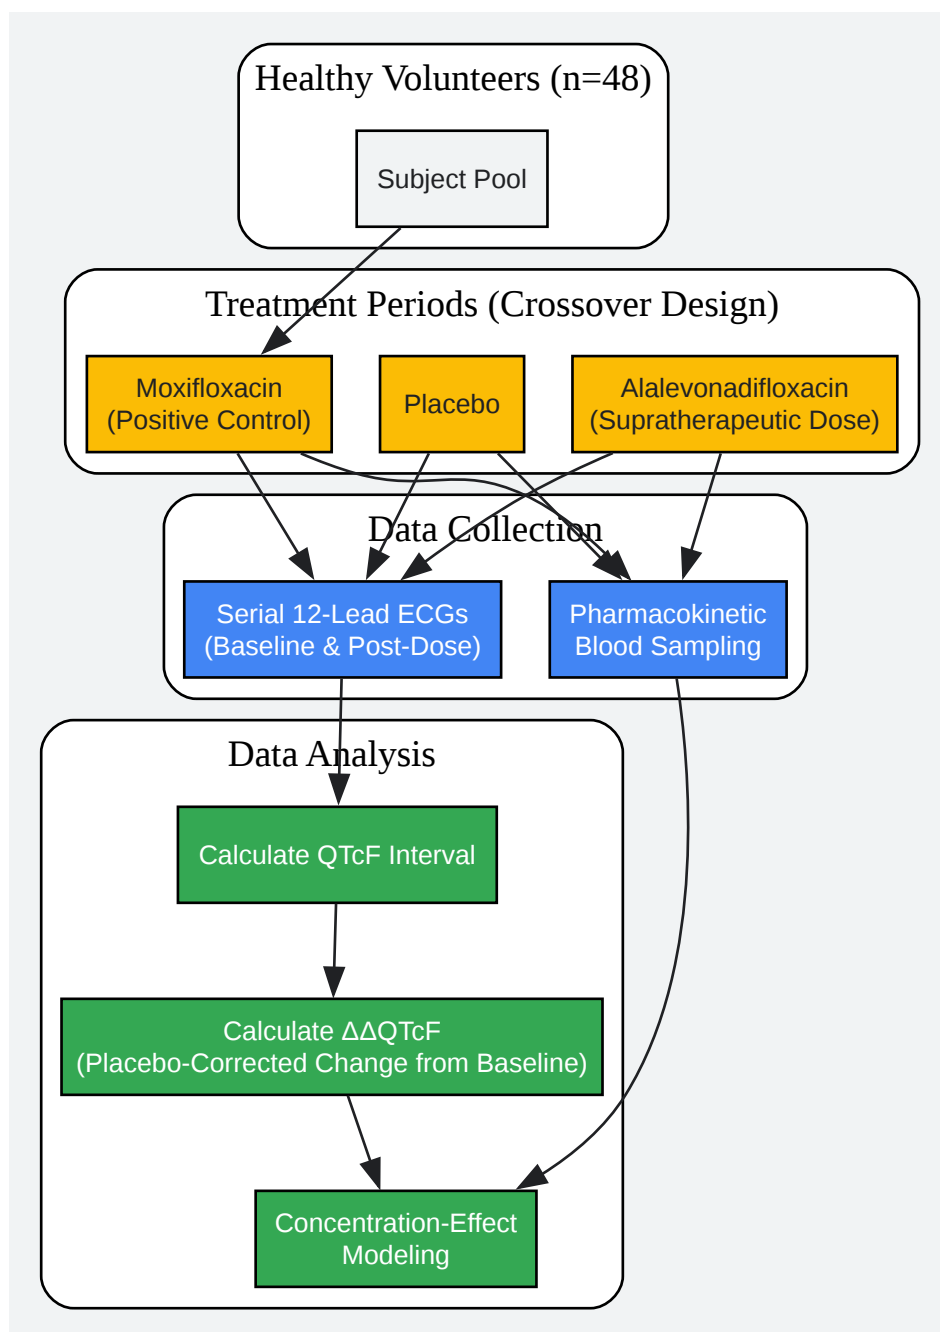 Healthy Volunteers (n=48)
Subject Pool
Treatment Periods (Crossover Design)
Moxifloxacin
(Positive Control)
Placebo
Alalevonadifloxacin
(Supratherapeutic Dose)
Data Collection
Serial 12-Lead ECGs
(Baseline & Post-Dose)
Pharmacokinetic
Blood Sampling
Data Analysis
Calculate QTcF Interval
Calculate ΔΔQTcF
(Placebo-Corrected Change from Baseline)
Concentration-Effect
Modeling